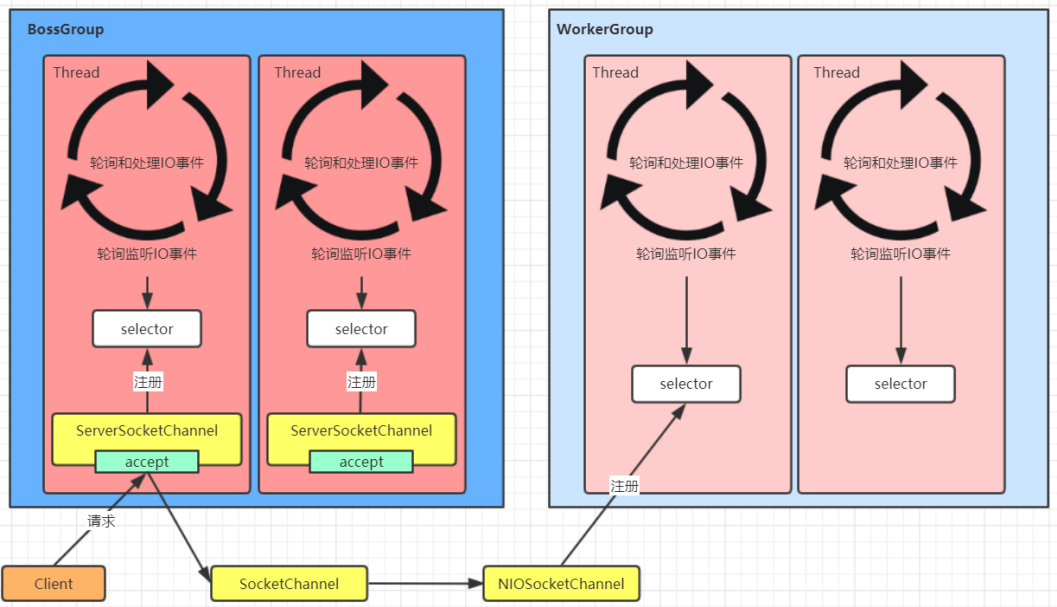 BossGroup
Thread
轮询和处理IO事件
轮询监听IO事件
selector
注册
ServerSocketChannel
accept
Thread
轮询和处理IO事件
轮询监听IO事件
selector
注册
ServerSocketChannel
accept
WorkerGroup
Thread
轮询和处理IO事件
轮询监听IO事件
selector
注册
Thread
轮询和处理IO事件
轮询监听IO事件
selector
请求
Client
SocketChannel
NIOSocketChannel